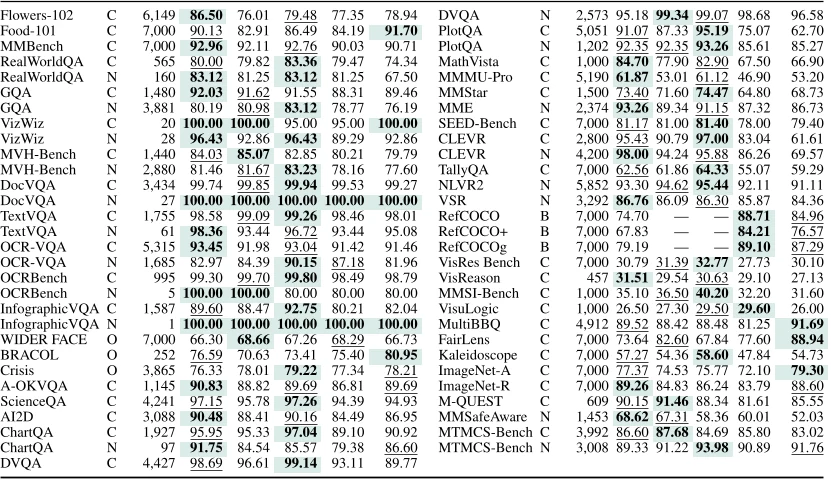 Flowers-102 C 6,149 86.50 76.01 79.48 77.35 78.94
Food-101 C 7,000 90.13 82.91 86.49 84.19 91.70
MMBench C 7,000 92.96 92.11 92.76 90.03 90.71
RealWorldQA C 565 80.00 79.82 83.36 79.47 74.34
RealWorldQA N 160 83.12 81.25 83.12 81.25 67.50
GQA C 1,480 92.03 91.62 91.55 88.31 89.46
GQA N 3,881 80.19 80.98 83.12 78.77 76.19
VizWiz C 20 100.00 100.00 95.00 95.00 100.00
VizWiz N 28 96.43 92.86 96.43 89.29 92.86
MVH-Bench C 1,440 84.03 85.07 82.85 80.21 79.79
MVH-Bench N 2,880 81.46 81.67 83.23 78.16 77.60
DocVQA C 3,434 99.74 99.85 99.94 99.53 99.27
DocVQA N 27 100.00 100.00 100.00 100.00 100.00
TextVQA C 1,755 98.58 99.09 99.26 98.46 98.01
TextVQA N 61 98.36 93.44 96.72 93.44 95.08
OCR-VQA C 5,315 93.45 91.98 93.04 91.42 91.46
OCR-VQA N 1,685 82.97 84.39 90.15 87.18 81.96
OCRBench C 995 99.30 99.70 99.80 98.49 98.79
OCRBench N 5 100.00 100.00 80.00 80.00 80.00
InfographicVQA C 1,587 89.60 88.47 92.75 80.21 82.04
InfographicVQA N 1 100.00 100.00 100.00 100.00 100.00
WIDER FACE O 7,000 66.30 68.66 67.26 68.29 66.73
BRACOL O 252 76.59 70.63 73.41 75.40 80.95
Crisis O 3,865 76.33 78.01 79.22 77.34 78.21
A-OKVQA C 1,145 90.83 88.82 89.69 86.81 89.69
ScienceQA C 4,241 97.15 95.78 97.26 94.39 94.93
AI2D C 3,088 90.48 88.41 90.16 84.49 86.95
ChartQA C 1,927 95.95 95.33 97.04 89.10 90.92
ChartQA N 97 91.75 84.54 85.57 79.38 86.60
DVQA C 4,427 98.69 96.61 99.14 93.11 89.77
DVQA N 2,573 95.18 99.34 99.07 98.68 96.58
PlotQA C 5,051 91.07 87.33 95.19 75.07 62.70
PlotQA N 1,202 92.35 92.35 93.26 85.61 85.27
MathVista C 1,000 84.70 77.90 82.90 67.50 66.90
MMMU-Pro C 5,190 61.87 53.01 61.12 46.90 53.20
MMStar C 1,500 73.40 71.60 74.47 64.80 68.73
MME N 2,374 93.26 89.34 91.15 87.32 86.73
SEED-Bench C 7,000 81.17 81.00 81.40 78.00 79.40
CLEVR C 2,800 95.43 90.79 97.00 83.04 61.61
CLEVR N 4,200 98.00 94.24 95.88 86.26 69.57
TallyQA C 7,000 62.56 61.86 64.33 55.07 59.29
NLVR2 N 5,852 93.30 94.62 95.44 92.11 91.11
VSR N 3,292 86.76 86.09 86.30 85.87 84.36
RefCOCO B 7,000 74.70 — — 88.71 84.96
RefCOCO+ B 7,000 67.83 — — 84.21 76.57
RefCOCOg B 7,000 79.19 — — 89.10 87.29
VisRes Bench C 7,000 30.79 31.39 32.77 27.73 30.10
VisReason C 457 31.51 29.54 30.63 29.10 27.13
MMSI-Bench C 1,000 35.10 36.50 40.20 32.20 31.60
VisuLogic C 1,000 26.50 27.30 29.50 29.60 26.00
MultiBBQ C 4,912 89.52 88.42 88.48 81.25 91.69
FairLens C 7,000 73.64 82.60 67.84 77.60 88.94
Kaleidoscope C 7,000 57.27 54.36 58.60 47.84 54.73
ImageNet-A C 7,000 77.37 74.53 75.77 72.10 79.30
ImageNet-R C 7,000 89.26 84.83 86.24 83.79 88.60
M-QUEST C 609 90.15 91.46 88.34 81.61 85.55
MMSafeAware N 1,453 68.62 67.31 58.36 60.01 52.03
MTMCS-Bench C 3,992 86.60 87.68 84.69 85.80 83.02
MTMCS-Bench N 3,008 89.33 91.22 93.98 90.89 91.76